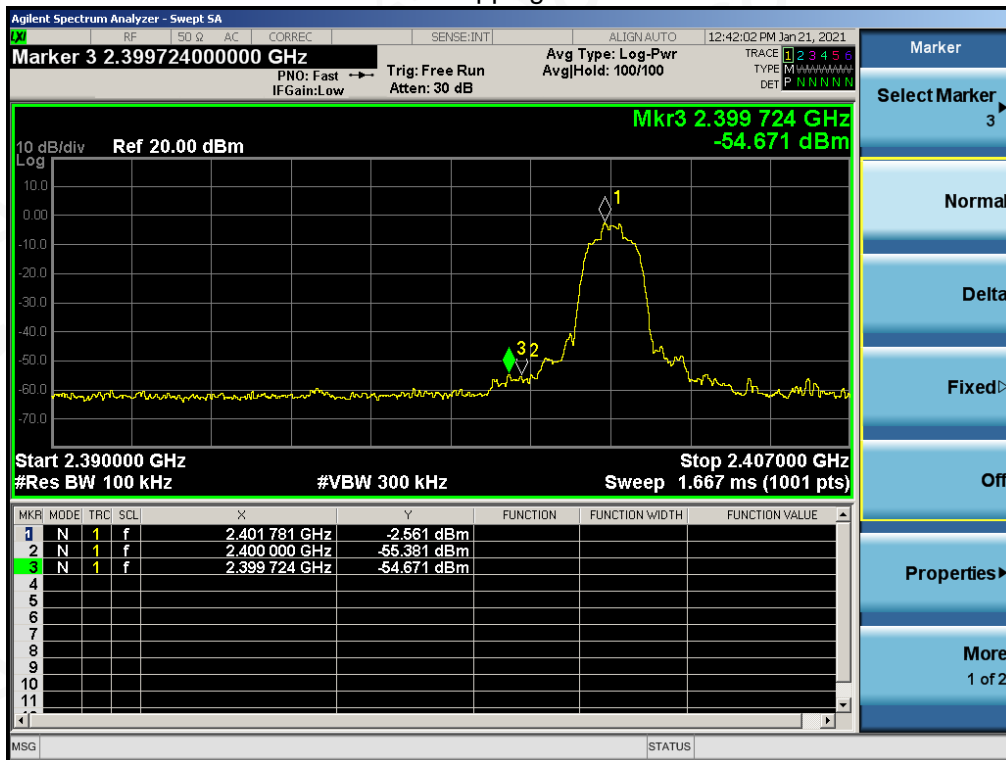 Agilent Spectrum Analyzer - Swept SA
LXI RF 50 Ω AC CORREC SENSE:INT ALIGN AUTO 12:42:02 PM Jan 21, 2021
Marker 3 2.399724000000 GHz
PNO: Fast
IFGain:Low
Trig: Free Run
Atten: 30 dB
Avg Type: Log-Pwr
Avg|Hold: 100/100
TRACE 1 2 3 4 5 6
TYPE M WWWWW
DET P N N N N N
Mkr3 2.399 724 GHz
-54.671 dBm
10 dB/div Ref 20.00 dBm
Log
10.0
0.00
-10.0
-20.0
-30.0
-40.0
-50.0
-60.0
-70.0
1
3 2
Start 2.390000 GHz Stop 2.407000 GHz
#Res BW 100 kHz #VBW 300 kHz Sweep 1.667 ms (1001 pts)
MKR MODE TRC SCL X Y FUNCTION FUNCTION WIDTH FUNCTION VALUE
1 N 1 f 2.401 781 GHz -2.561 dBm
2 N 1 f 2.400 000 GHz -55.381 dBm
3 N 1 f 2.399 724 GHz -54.671 dBm
4
5
6
7
8
9
10
11
MSG STATUS
Marker
Select Marker
3
Normal
Delta
Fixed
Off
Properties
More
1 of 2